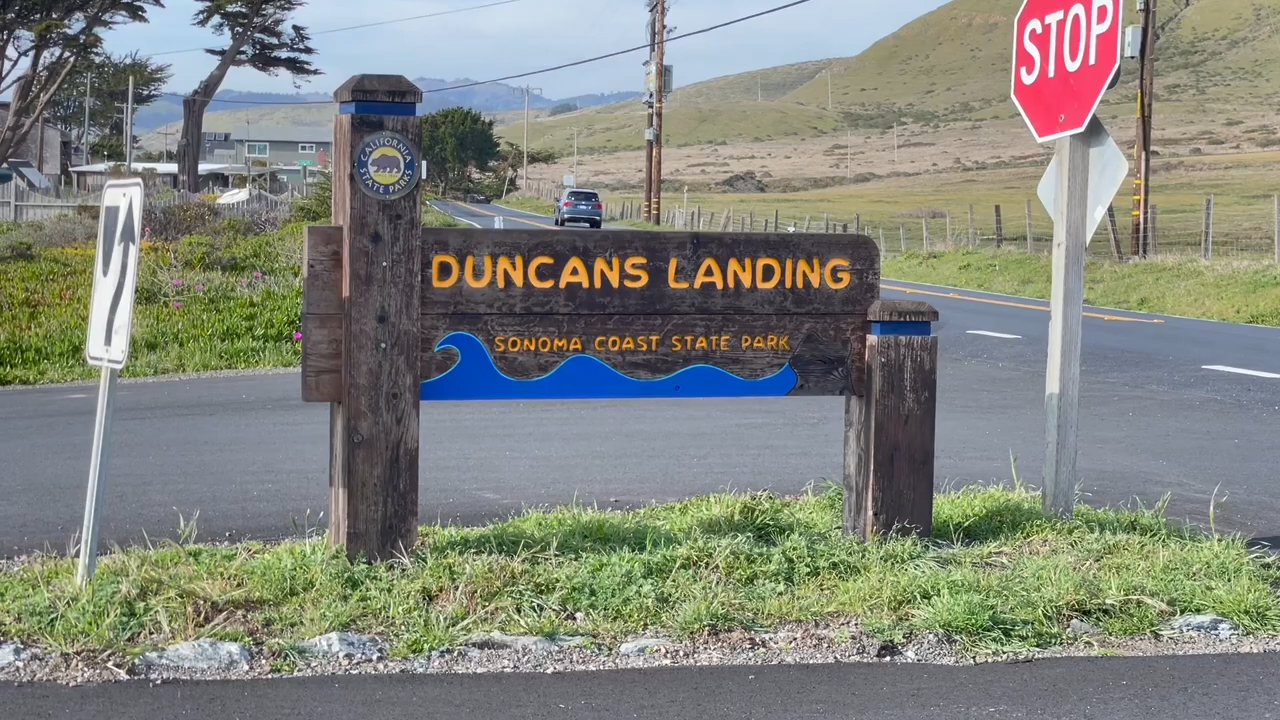 STOP
CALIFORNIA
STATE PARKS
DUNCANS LANDING
SONOMA COAST STATE PARK